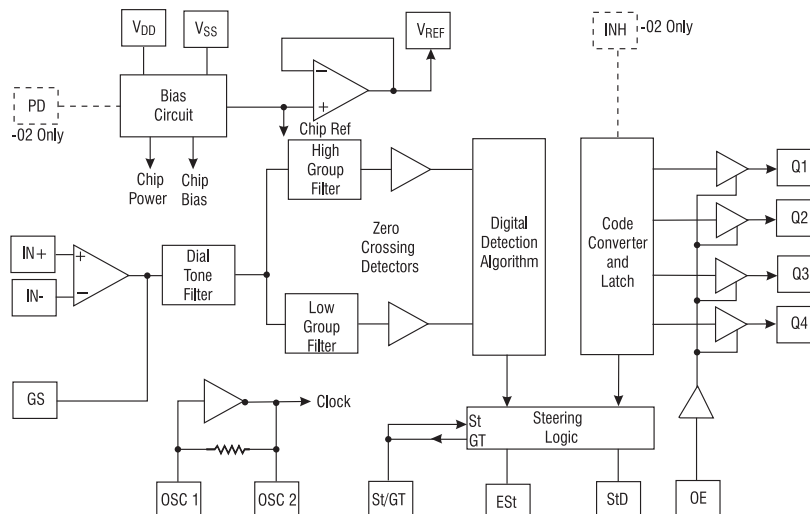 VDD
VSS
VREF
INH
-02 Only
PD
-02 Only
Bias
Circuit
Chip Ref
Chip
Power
Chip
Bias
High
Group
Filter
IN+
IN-
Dial
Tone
Filter
Zero
Crossing
Detectors
Low
Group
Filter
Digital
Detection
Algorithm
Code
Converter
and
Latch
Q1
Q2
Q3
Q4
GS
Clock
OSC 1
OSC 2
St
GT
Steering
Logic
St/GT
ESt
StD
OE
+
−
+
−